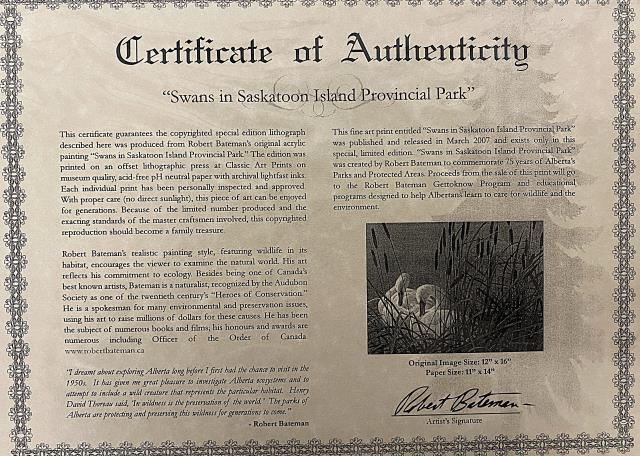 Certificate of Authenticity
“Swans in Saskatoon Island Provincial Park”
This certificate guarantees the copyrighted special edition lithograph
described here was produced from Robert Bateman's original acrylic
painting “Swans in Saskatoon Island Provincial Park.” The edition was
printed on an offset lithographic press at Classic Art Prints on
museum quality, acid-free pH neutral paper with archival lightfast inks.
Each individual print has been personally inspected and approved.
With proper care (no direct sunlight), this piece of art can be enjoyed
for generations. Because of the limited number produced and the
exacting standards of the master craftsmen involved, this copyrighted
reproduction should become a family treasure.
Robert Bateman's realistic painting style, featuring wildlife in its
habitat, encourages the viewer to examine the natural world. His art
reflects his commitment to ecology. Besides being one of Canada's
best known artists, Bateman is a naturalist, recognized by the Audubon
Society as one of the twentieth century's “Heroes of Conservation.”
He is a spokesman for many environmental and preservation issues,
using his art to raise millions of dollars for these causes. He has been
the subject of numerous books and films; his honours and awards are
numerous including Officer of the Order of Canada
www.robertbateman.ca
"I dreamt about exploring Alberta long before I first had the chance to visit in the
1950s. It has given me great pleasure to investigate Alberta ecosystems and to
attempt to include a wild creature that represents the particular habitat. Henry
David Thoreau said, 'In wildness is the preservation of the world.' The parks of
Alberta are protecting and preserving this wildness for generations to come."
- Robert Bateman
This fine art print entitled “Swans in Saskatoon Island Provincial Park”
was published and released in March 2007 and exists only in this
special, limited edition. “Swans in Saskatoon Island Provincial Park”
was created by Robert Bateman to commemorate 75 years of Alberta's
Parks and Protected Areas. Proceeds from the sale of this print will go
to the Robert Bateman Gettoknow Program and educational
programs designed to help Albertans learn to care for wildlife and the
environment.
Original Image Size: 12" x 16"
Paper Size: 11" x 14"
Robert Bateman
Artist's Signature